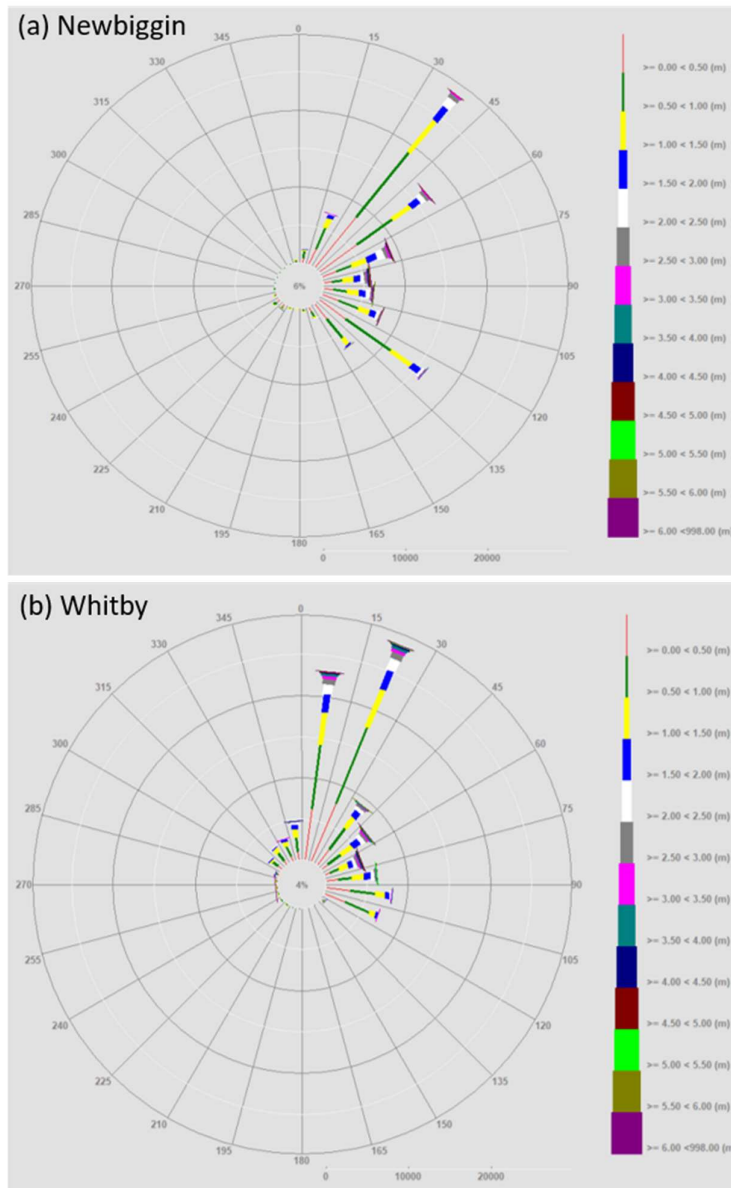 (a) Newbiggin
0
15
30
45
60
75
90
105
120
135
165
180
195
210
225
240
255
270
285
300
315
330
345
6%
0 10000 20000
>= 0.00 < 0.50 (m)
>= 0.50 < 1.00 (m)
>= 1.00 < 1.50 (m)
>= 1.50 < 2.00 (m)
>= 2.00 < 2.50 (m)
>= 2.50 < 3.00 (m)
>= 3.00 < 3.50 (m)
>= 3.50 < 4.00 (m)
>= 4.00 < 4.50 (m)
>= 4.50 < 5.00 (m)
>= 5.00 < 5.50 (m)
>= 5.50 < 6.00 (m)
>= 6.00 <998.00 (m)
(b) Whitby
0
15
30
45
60
75
90
105
120
135
165
180
195
210
225
240
255
270
285
300
315
330
345
4%
0 10000 20000
>= 0.00 < 0.50 (m)
>= 0.50 < 1.00 (m)
>= 1.00 < 1.50 (m)
>= 1.50 < 2.00 (m)
>= 2.00 < 2.50 (m)
>= 2.50 < 3.00 (m)
>= 3.00 < 3.50 (m)
>= 3.50 < 4.00 (m)
>= 4.00 < 4.50 (m)
>= 4.50 < 5.00 (m)
>= 5.00 < 5.50 (m)
>= 5.50 < 6.00 (m)
>= 6.00 <998.00 (m